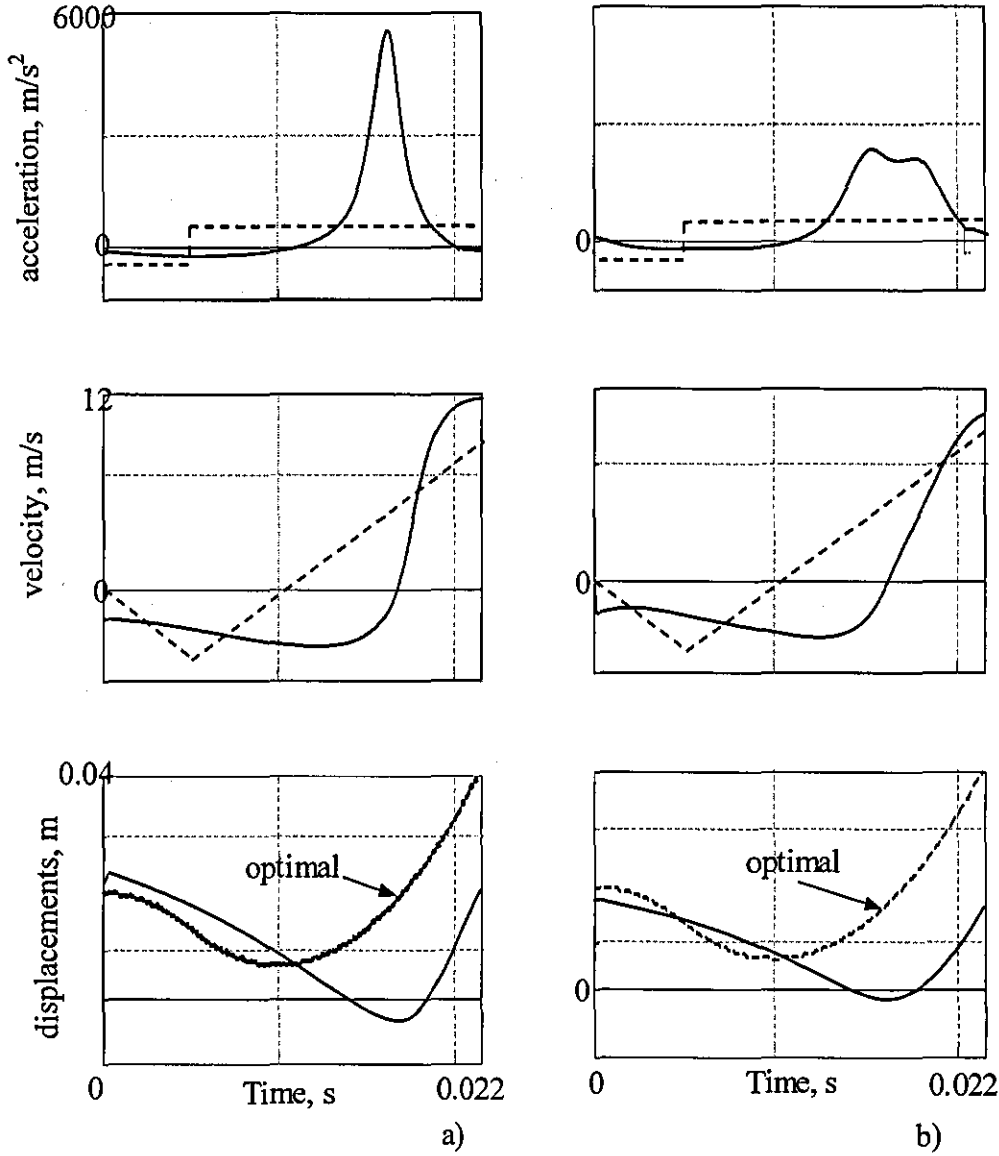 6000
acceleration, m/s²
0
0
12
velocity, m/s
0
0
0.04
displacements, m
optimal
optimal
0
0
Time, s
0.022
0
Time, s
0.022
a)
b)